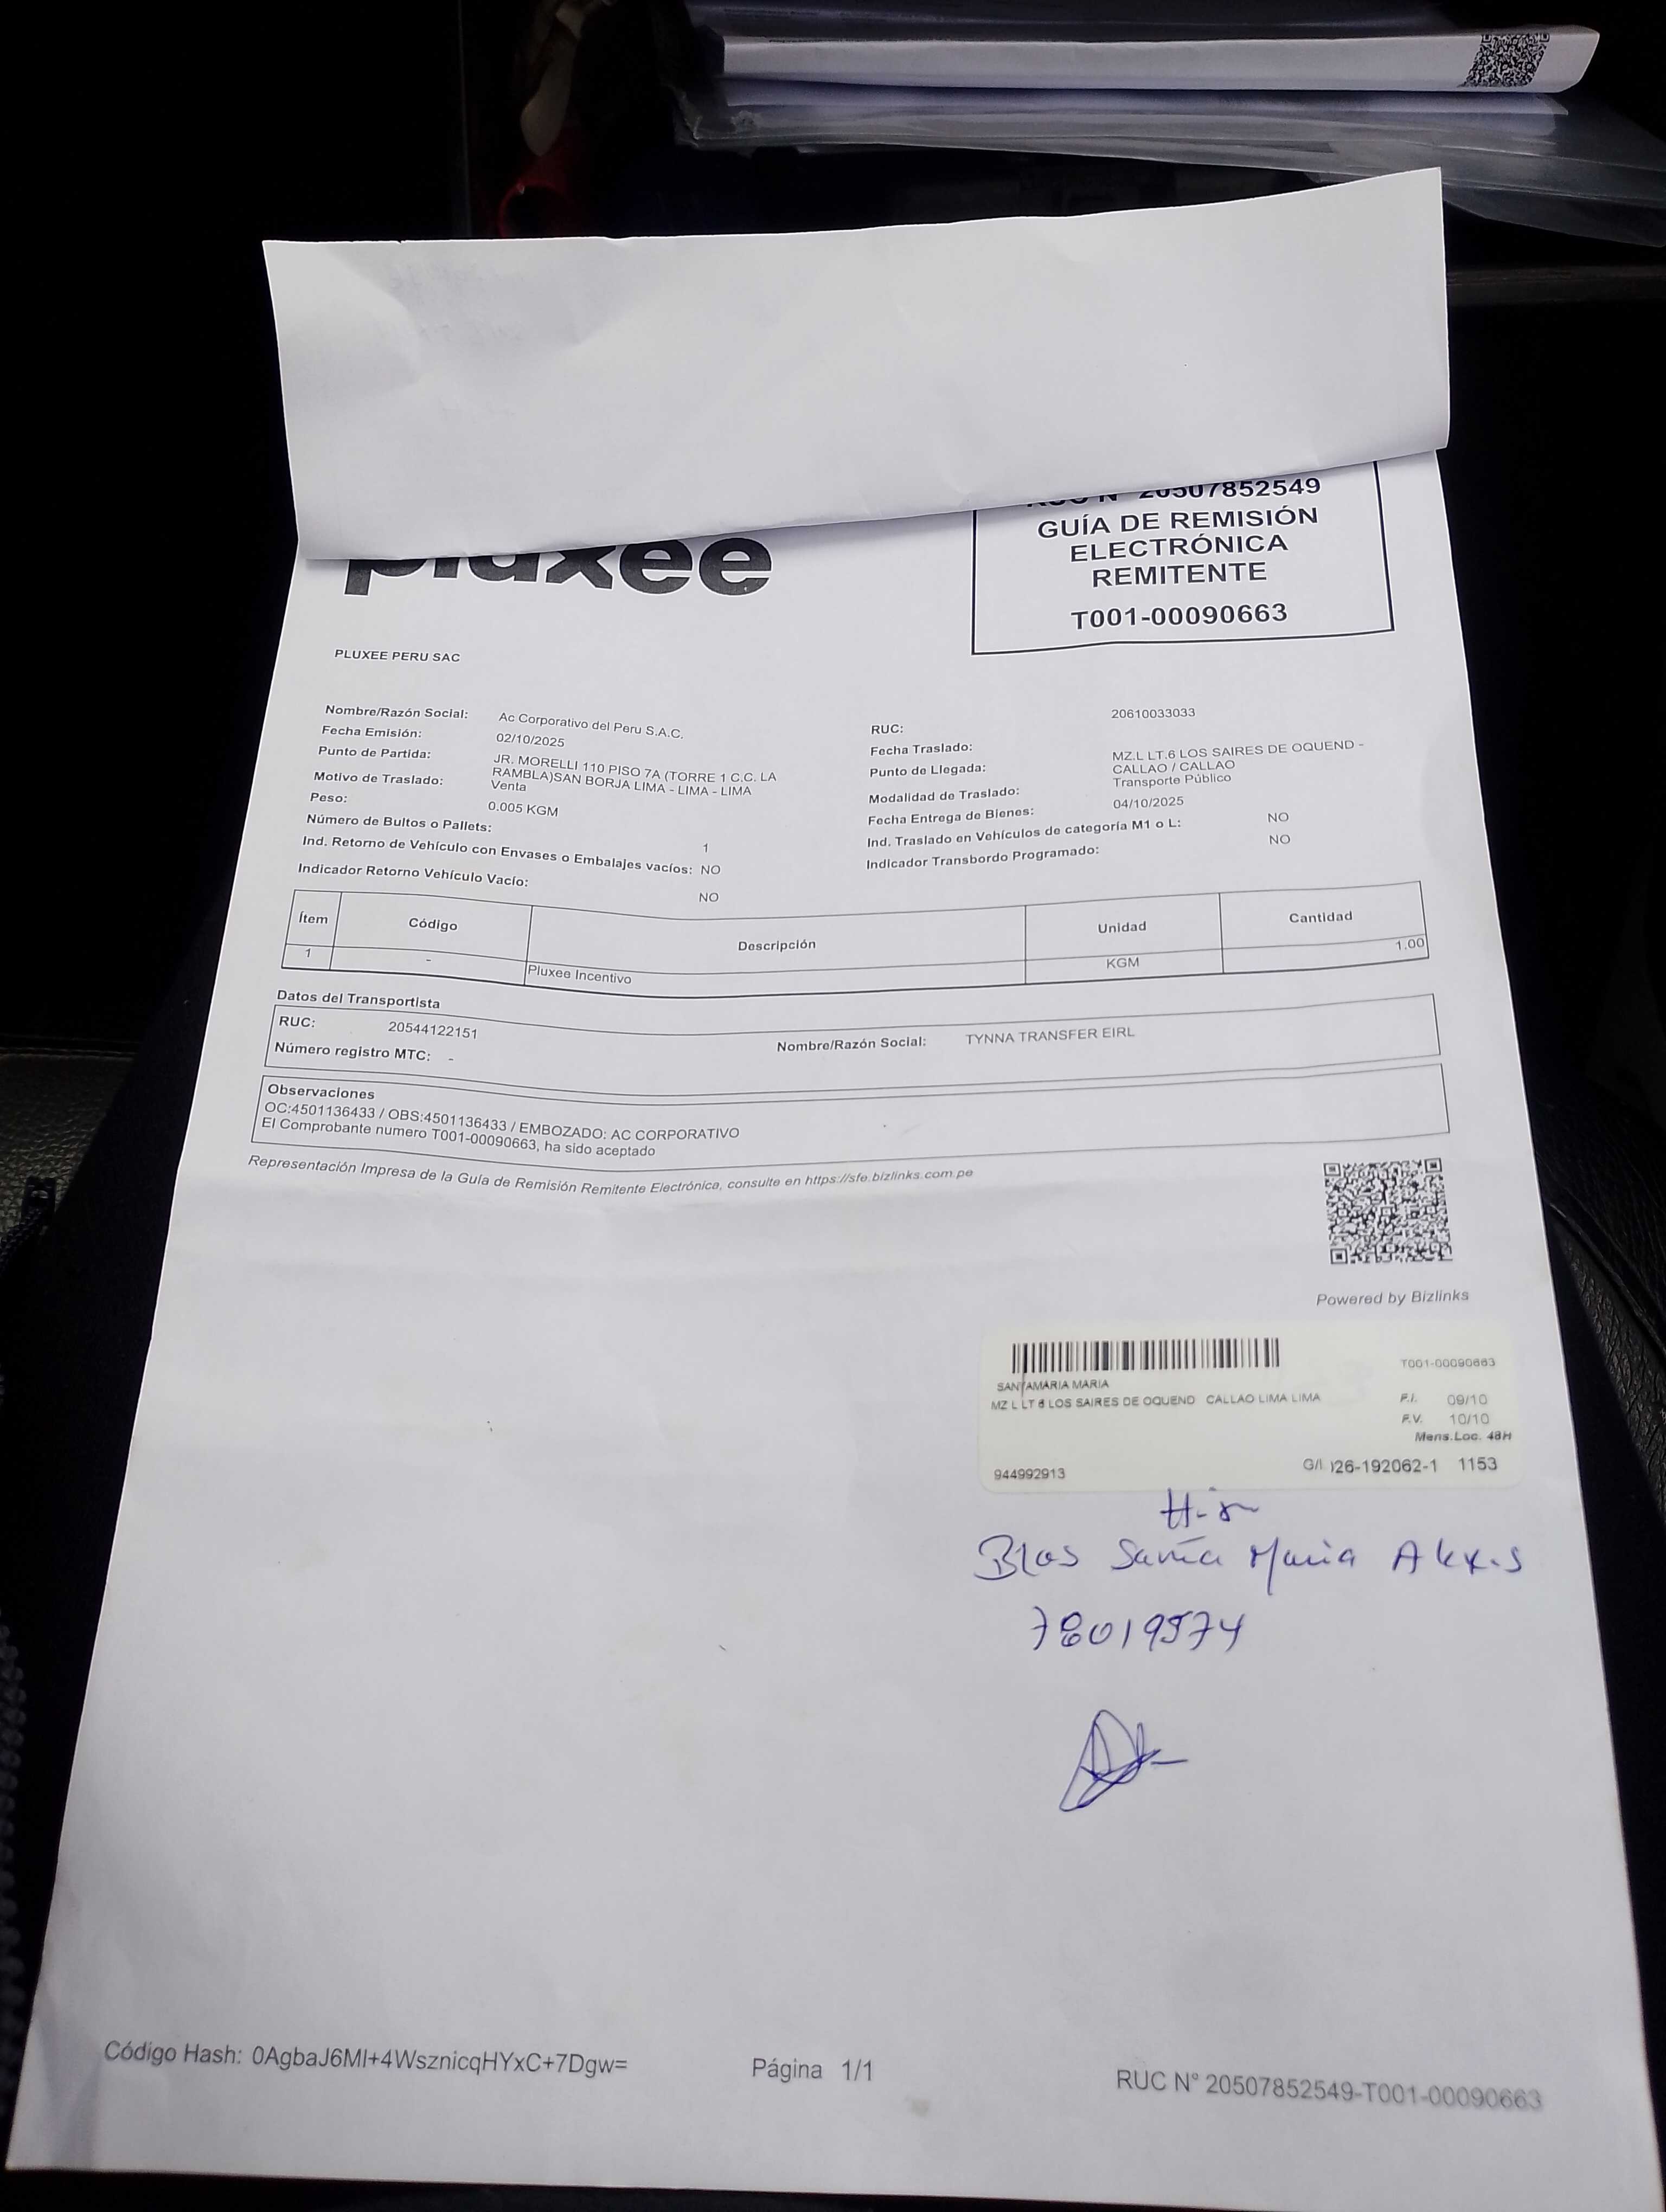 pluxee
RUC N° 20507852549
GUÍA DE REMISIÓN
ELECTRÓNICA
REMITENTE
T001-00090663
PLUXEE PERU SAC
Nombre/Razón Social: Ac Corporativo del Peru S.A.C.
Fecha Emisión: 02/10/2025
Punto de Partida: JR. MORELLI 110 PISO 7A (TORRE 1 C.C. LA
RAMBLA)SAN BORJA LIMA - LIMA - LIMA
Motivo de Traslado: Venta
Peso: 0.005 KGM
Número de Bultos o Pallets: 1
Ind. Retorno de Vehículo con Envases o Embalajes vacíos: NO
Indicador Retorno Vehículo Vacío: NO
RUC: 20610033033
Fecha Traslado:
Punto de Llegada: MZ.L LT.6 LOS SAIRES DE OQUEND -
CALLAO / CALLAO
Modalidad de Traslado: Transporte Público
Fecha Entrega de Bienes: 04/10/2025
Ind. Traslado en Vehículos de categoría M1 o L: NO
Indicador Transbordo Programado: NO
Ítem Código Descripción Unidad Cantidad
1 - Pluxee Incentivo KGM 1.00
Datos del Transportista
RUC: 20544122151 Nombre/Razón Social: TYNNA TRANSFER EIRL
Número registro MTC: -
Observaciones
OC:4501136433 / OBS:4501136433 / EMBOZADO: AC CORPORATIVO
El Comprobante numero T001-00090663, ha sido aceptado
Representación Impresa de la Guía de Remisión Remitente Electrónica, consulte en https://sfe.bizlinks.com.pe
Powered by Bizlinks
T001-00090663
SANTAMARIA MARIA
MZ L LT 6 LOS SAIRES DE OQUEND CALLAO LIMA LIMA
F.I. 09/10
F.V. 10/10
Mens.Loc. 48H
944992913 G/I 026-192062-1 1153
Blas Santa Maria Alexis
78019574
Código Hash: 0AgbaJ6Ml+4WsznicqHYxC+7Dgw= Página 1/1 RUC N° 20507852549-T001-00090663